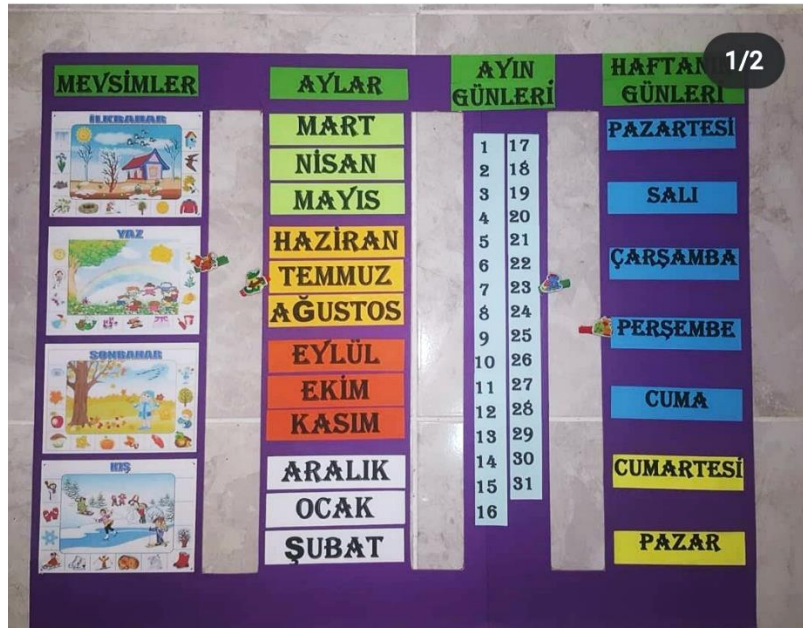 1/2
MEVSİMLER
İLKBAHAR
YAZ
SONBAHAR
KIŞ
AYLAR
MART
NİSAN
MAYIS
HAZİRAN
TEMMUZ
AĞUSTOS
EYLÜL
EKİM
KASIM
ARALIK
OCAK
ŞUBAT
AYIN
GÜNLERİ
1
2
3
4
5
6
7
8
9
10
11
12
13
14
15
16
17
18
19
20
21
22
23
24
25
26
27
28
29
30
31
GÜNLERİ
PAZARTESİ
SALI
ÇARŞAMBA
PERŞEMBE
CUMA
CUMARTESİ
PAZAR